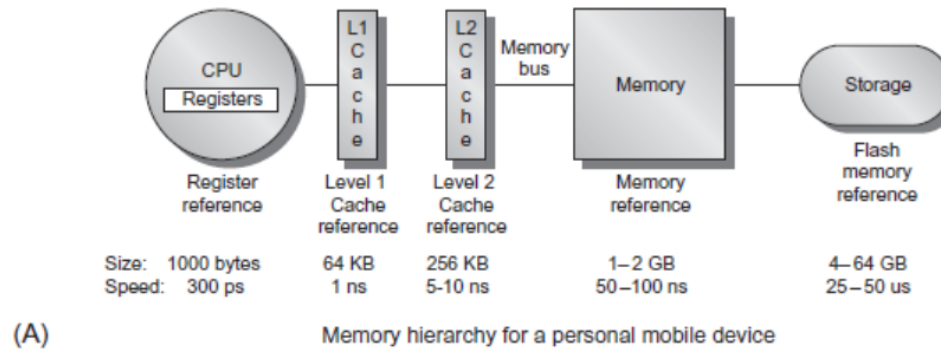 CPU
Registers
L1
C
a
c
h
e
L2
C
a
c
h
e
Memory
bus
Memory
Storage
Register
reference
Level 1
Cache
reference
Level 2
Cache
reference
Memory
reference
Flash
memory
reference
Size: 1000 bytes 64 KB 256 KB 1–2 GB 4–64 GB
Speed: 300 ps 1 ns 5-10 ns 50–100 ns 25–50 us
(A) Memory hierarchy for a personal mobile device